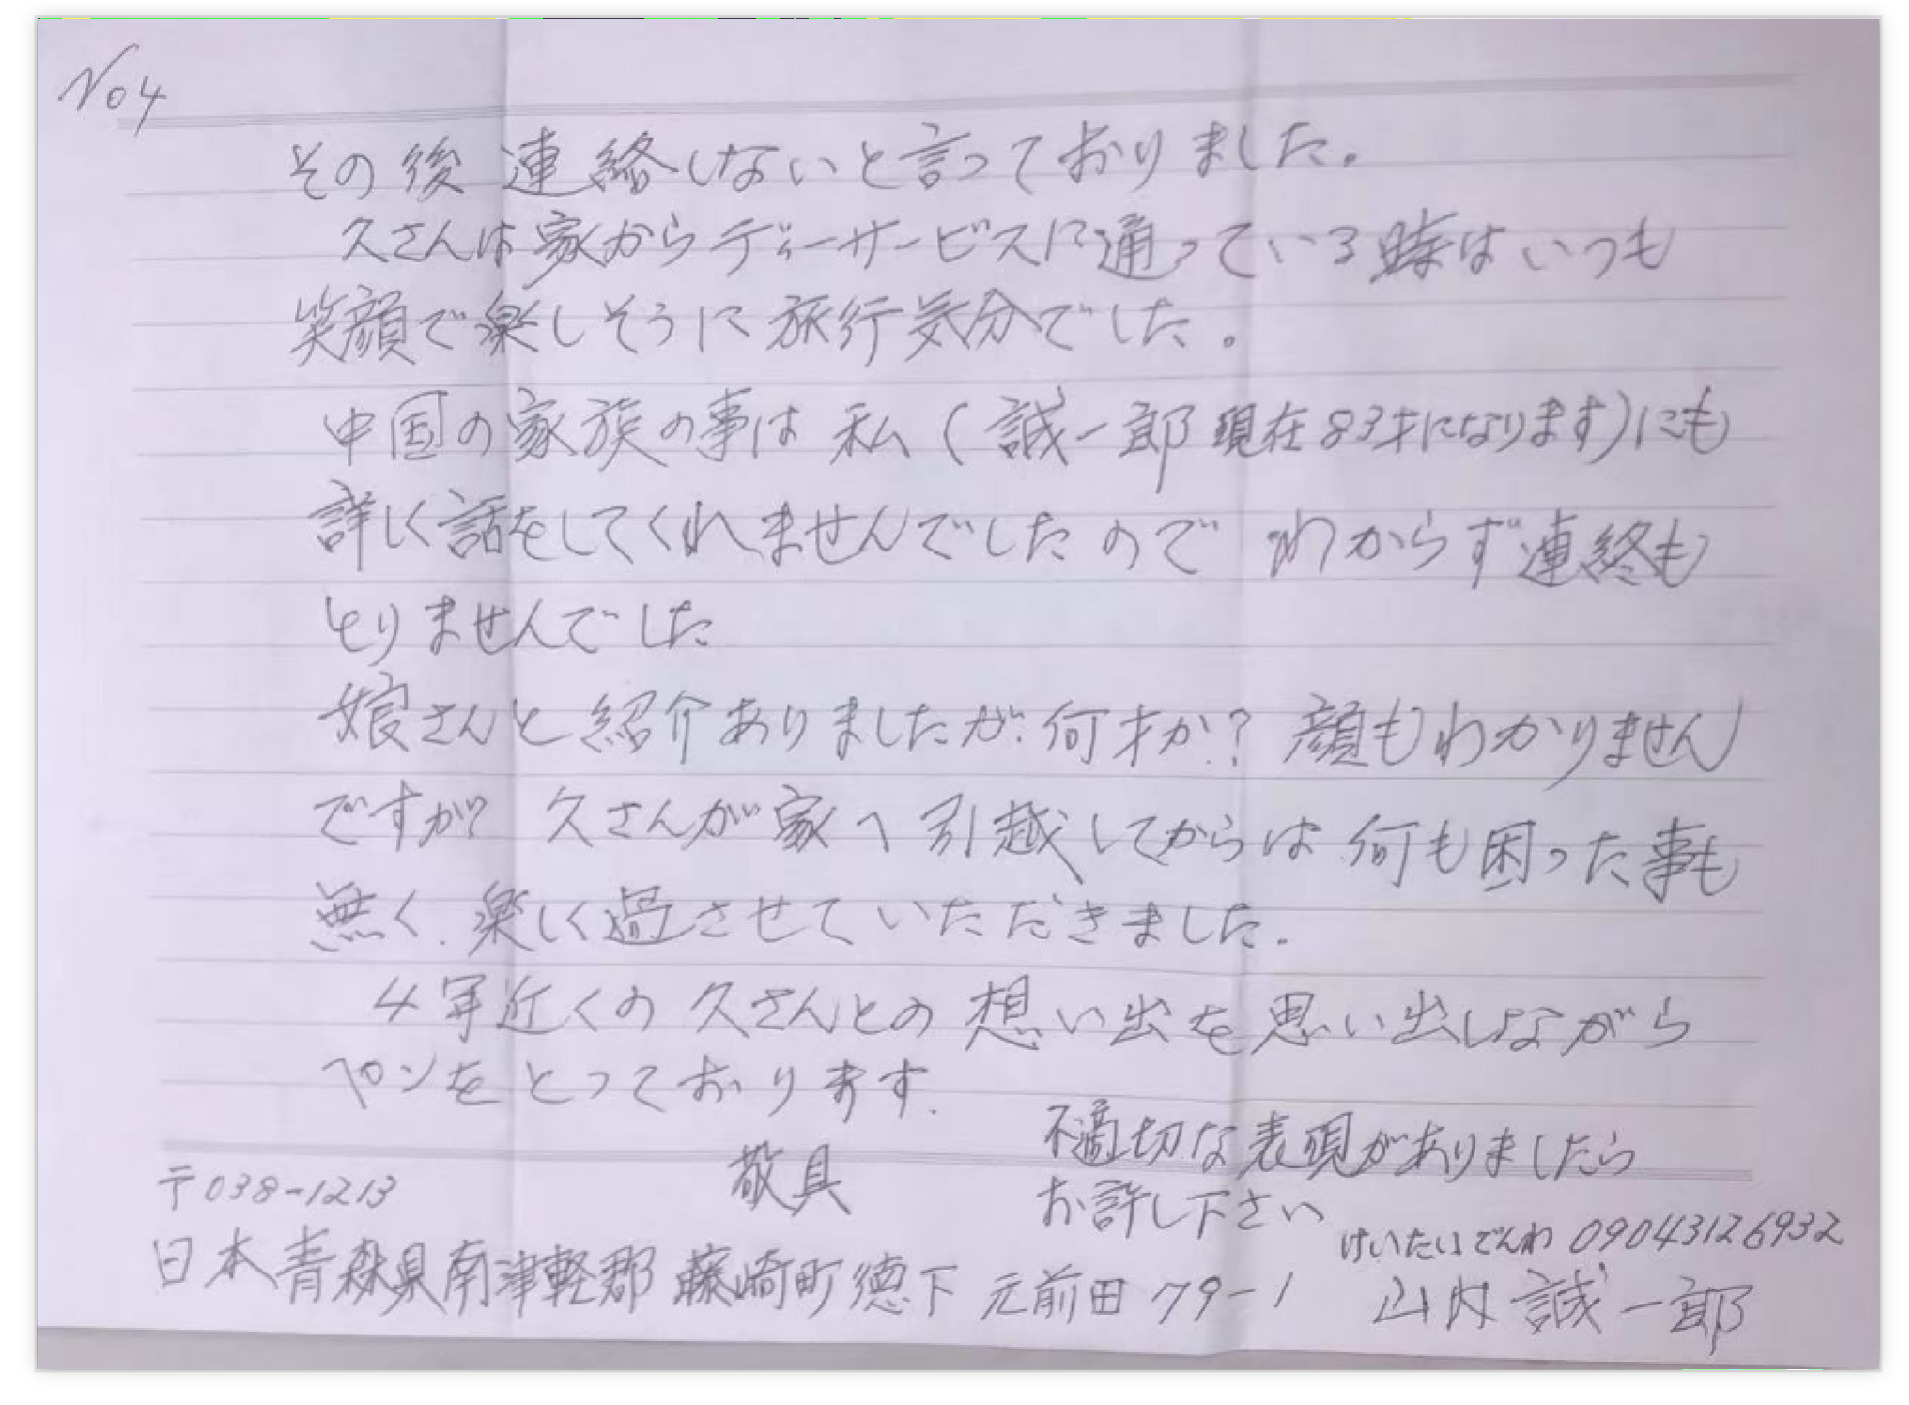 No4
その後連絡しないと言っておりました。
久さんは家からディーサービスに通っている時はいつも
笑顔で楽しそうに旅行気分でした。
中国の家族の事は私(誠一郎現在83才になります)にも
詳しく話をしてくれませんでしたのでわからず連終も
とりませんでした
娘さんと紹介ありましたが.何才か?顔もわかりません
ですが?久さんが家へ引越してからは何も困った事も
無く.楽しく過させていただきました.
4年近くの久さんとの想い出を思い出しながら
ペンをとっております.
敬具
不適切な表現がありましたら
お許し下さい
〒038-1213
けいたいでんわ 09043126932
日本青森県南津軽郡藤崎町徳下 元前田79-1 山内誠一郎